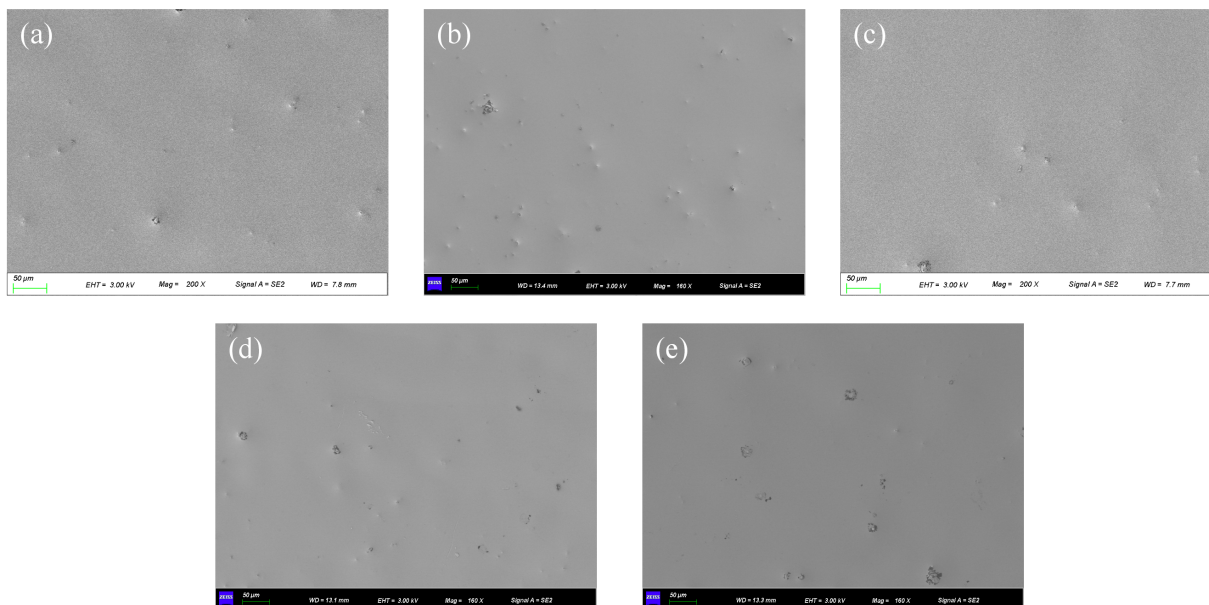 (a)
50 µm
EHT = 3.00 kV Mag = 200 X Signal A = SE2 WD = 7.8 mm
(b)
ZEISS 50 µm WD = 13.4 mm EHT = 3.00 kV Mag = 160 X Signal A = SE2
(c)
50 µm
EHT = 3.00 kV Mag = 200 X Signal A = SE2 WD = 7.7 mm
(d)
ZEISS 50 µm WD = 13.1 mm EHT = 3.00 kV Mag = 160 X Signal A = SE2
(e)
ZEISS 50 µm WD = 13.3 mm EHT = 3.00 kV Mag = 160 X Signal A = SE2